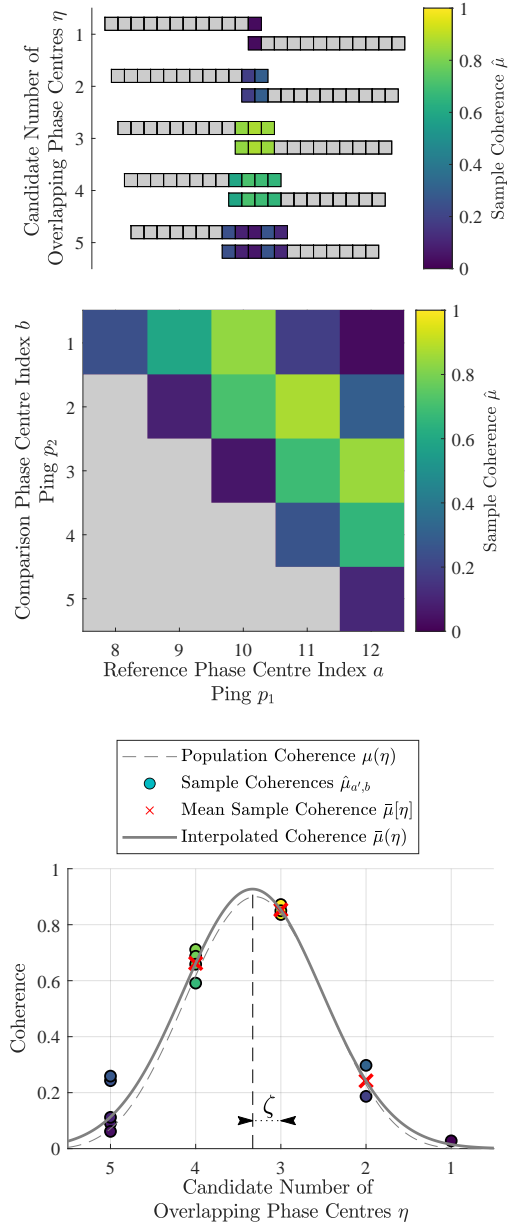 Candidate Number of
Overlapping Phase Centres η
1
2
3
4
5
1
0.8
0.6
0.4
0.2
0
Sample Coherence μ̂
Comparison Phase Centre Index b
Ping p₂
1
2
3
4
5
8 9 10 11 12
Reference Phase Centre Index a
Ping p₁
1
0.8
0.6
0.4
0.2
0
Sample Coherence μ̂
Population Coherence μ(η)
Sample Coherences μ̂ₐ′,b
Mean Sample Coherence μ̄[η]
Interpolated Coherence μ̄(η)
Coherence
1
0.8
0.6
0.4
0.2
0
ζ
5 4 3 2 1
Candidate Number of
Overlapping Phase Centres η